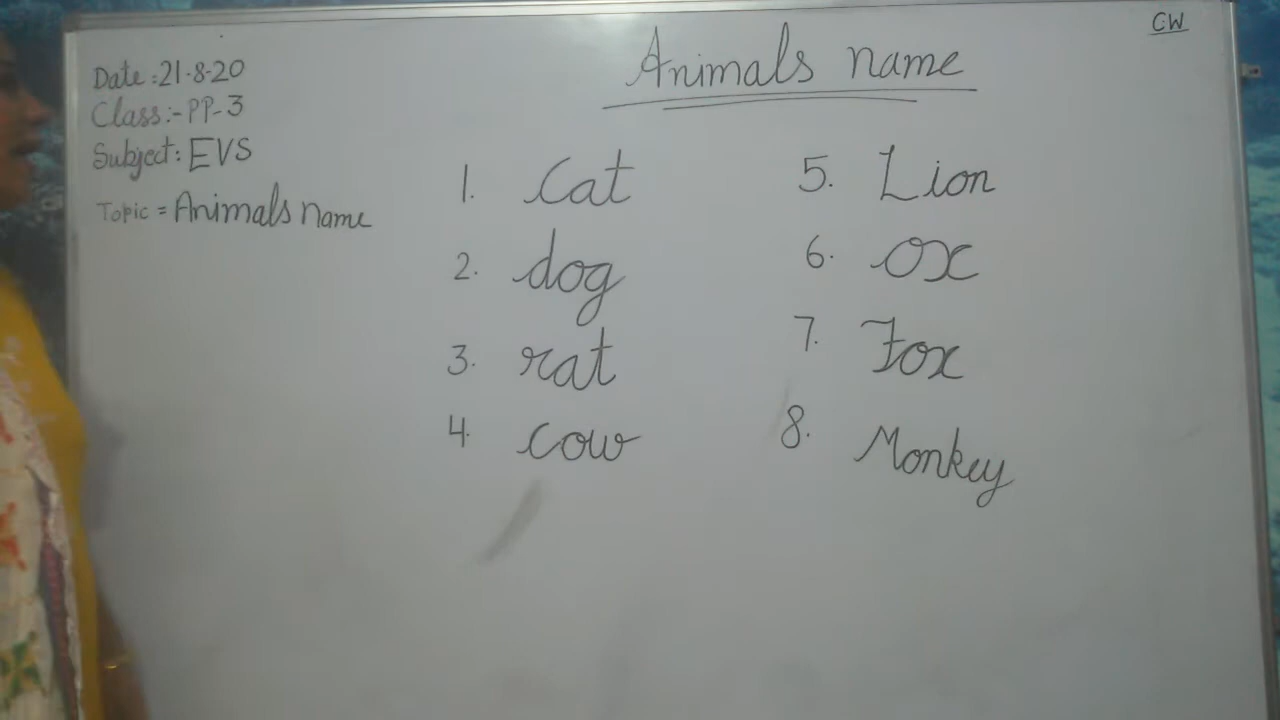 CW
Animals name
Date :21-8-20
Class:- PP-3
Subject: EVS
Topic = Animals name
1. Cat
2. dog
3. rat
4. cow
5. Lion
6. Ox
7. Fox
8. Monkey